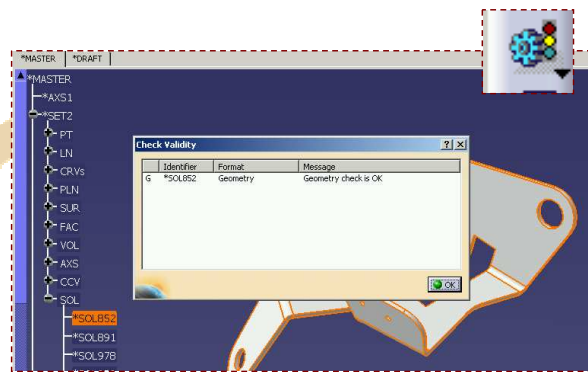 *MASTER *DRAFT
*MASTER
*AXS1
*SET2
PT
LN
CRVs
PLN
SUR
FAC
VOL
AXS
CCV
SOL
*SOL852
*SOL891
*SOL978
Check Validity
Identifier Format Message
G *SOL852 Geometry Geometry check is OK
OK